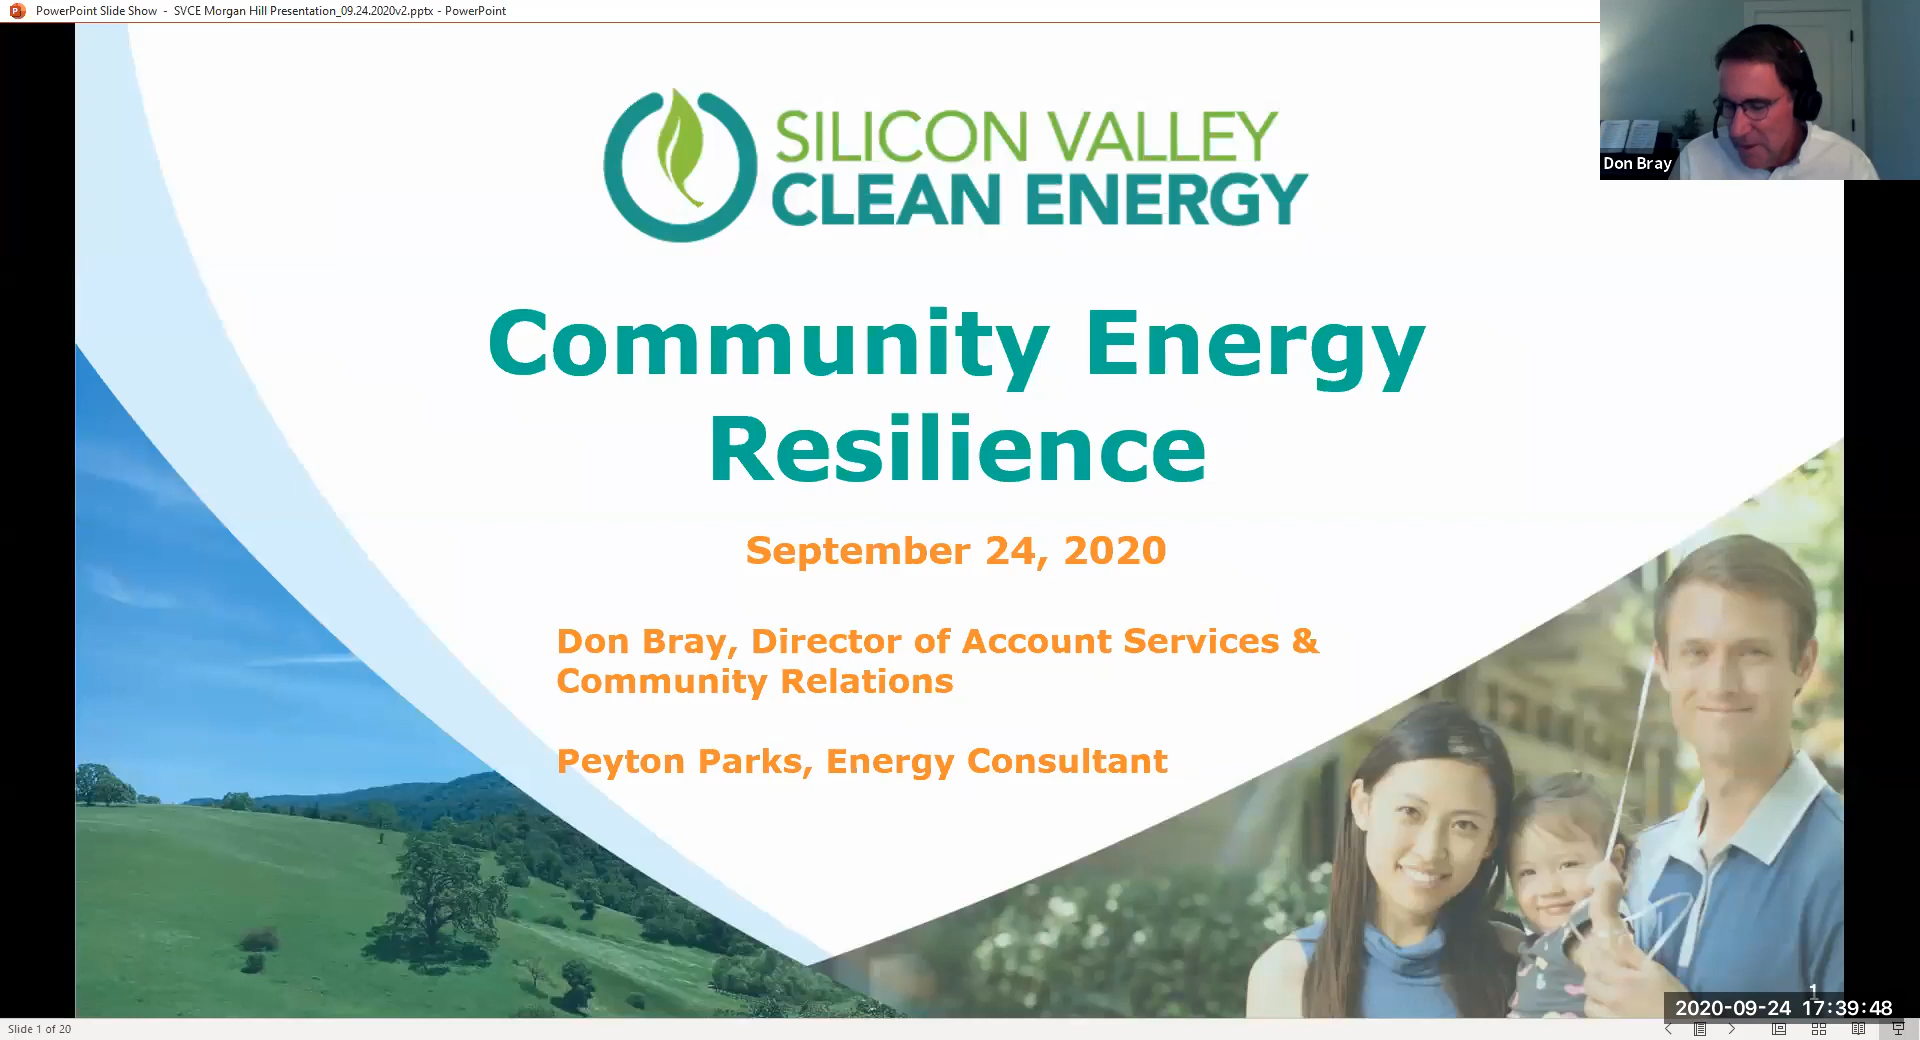 PowerPoint Slide Show - SVCE Morgan Hill Presentation_09.24.2020v2.pptx - PowerPoint
Don Bray
SILICON VALLEY
CLEAN ENERGY
Community Energy
Resilience
September 24, 2020
Don Bray, Director of Account Services &
Community Relations
Peyton Parks, Energy Consultant
1
2020-09-24 17:39:48
Slide 1 of 20